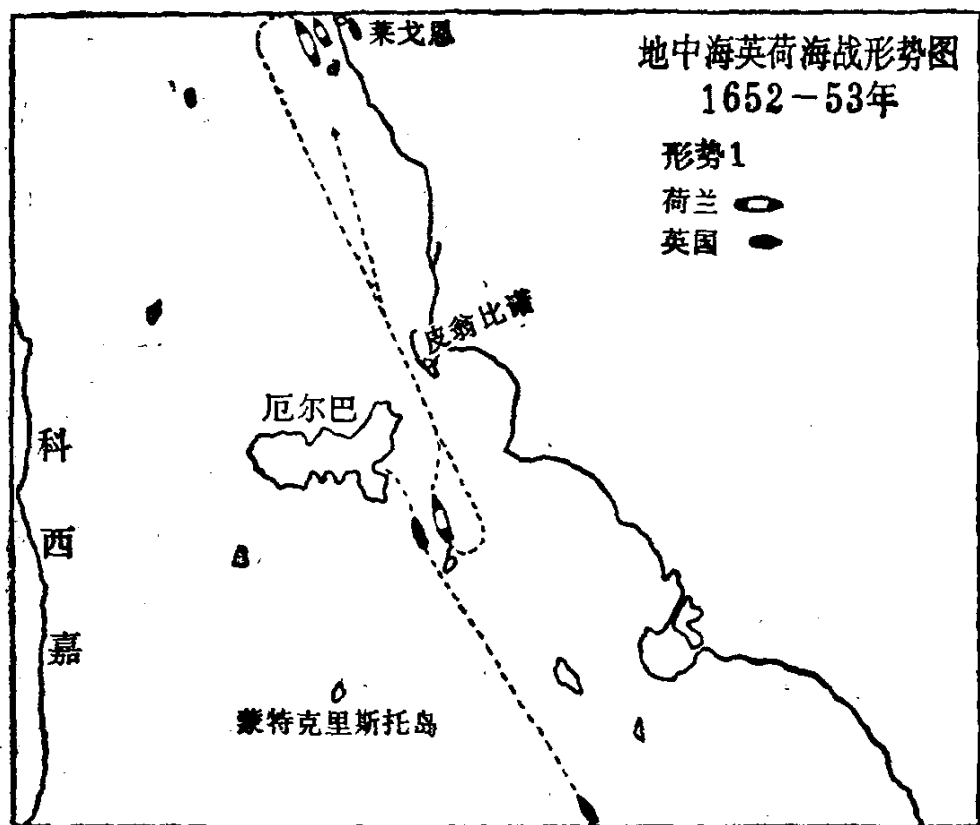 莱戈恩
地中海英荷海战形势图
1652-53年
形势1
荷兰
英国
皮翁比诺
厄尔巴
科
西
嘉
蒙特克里斯托岛